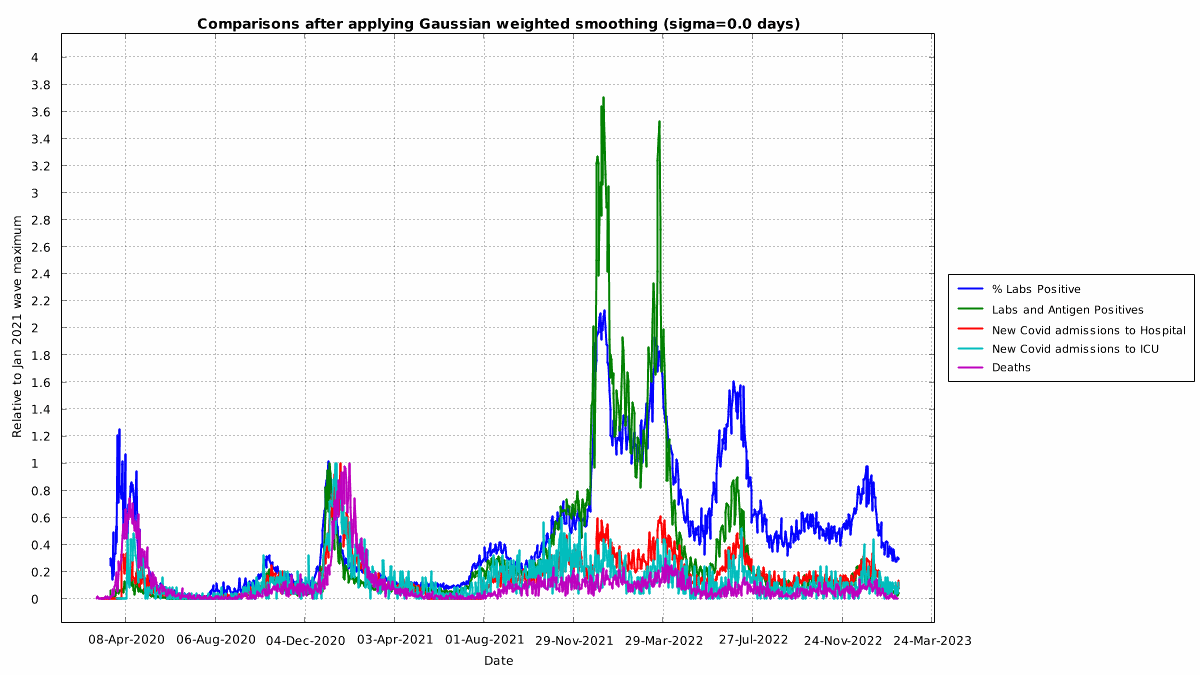 Comparisons after applying Gaussian weighted smoothing (sigma=0.0 days)
4
3.8
3.6
3.4
3.2
3
2.8
2.6
2.4
2.2
2
1.8
1.6
1.4
1.2
1
0.8
0.6
0.4
0.2
0
Relative to Jan 2021 wave maximum
08-Apr-2020 06-Aug-2020 04-Dec-2020 03-Apr-2021 01-Aug-2021 29-Nov-2021 29-Mar-2022 27-Jul-2022 24-Nov-2022 24-Mar-2023
Date
% Labs Positive
Labs and Antigen Positives
New Covid admissions to Hospital
New Covid admissions to ICU
Deaths